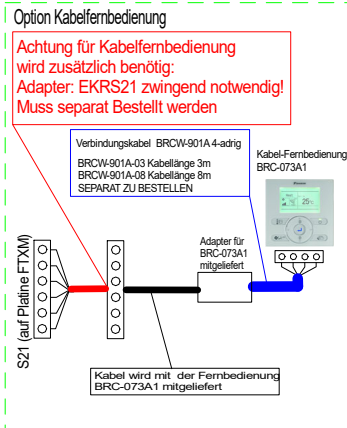 Option Kabelfernbedienung
Achtung für Kabelfernbedienung
wird zusätzlich benötig:
Adapter: EKRS21 zwingend notwendig!
Muss separat Bestellt werden
Verbindungskabel BRCW-901A 4-adrig
BRCW-901A-03 Kabellänge 3m
BRCW-901A-08 Kabellänge 8m
SEPARAT ZU BESTELLEN
Kabel-Fernbedienung
BRC-073A1
Adapter für
BRC-073A1
mitgeliefert
S21 (auf Platine FTXM)
Kabel wird mit der Fernbedienung
BRC-073A1 mitgeliefert